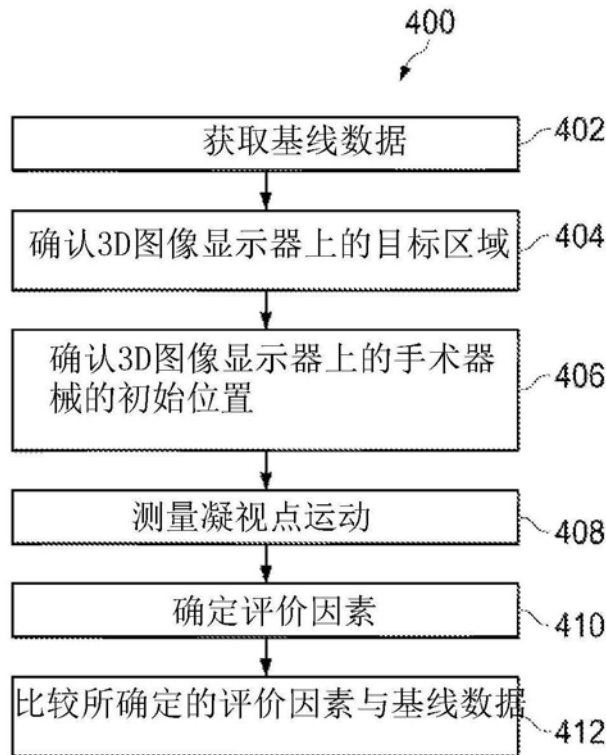 400
获取基线数据
402
确认3D图像显示器上的目标区域
404
确认3D图像显示器上的手术器
械的初始位置
406
测量凝视点运动
408
确定评价因素
410
比较所确定的评价因素与基线数据
412